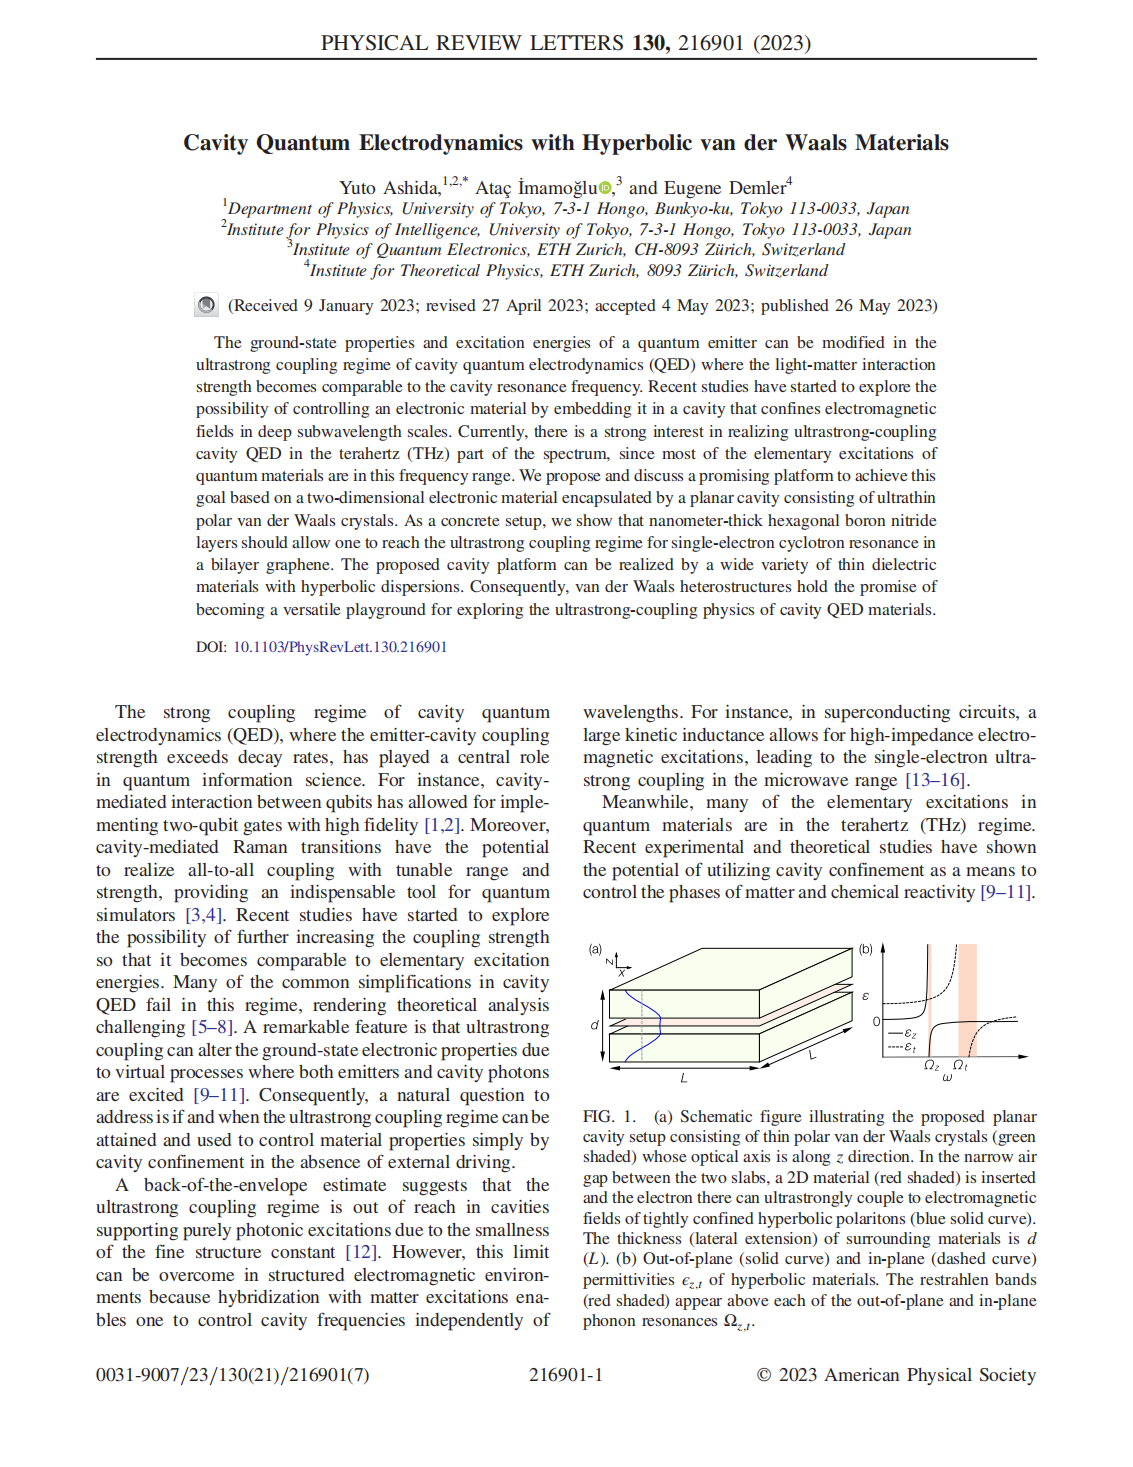 PHYSICAL REVIEW LETTERS 130, 216901 (2023)
Cavity Quantum Electrodynamics with Hyperbolic van der Waals Materials
Yuto Ashida,1,2,* Ataç İmamoğlu,3 and Eugene Demler4
1Department of Physics, University of Tokyo, 7-3-1 Hongo, Bunkyo-ku, Tokyo 113-0033, Japan
2Institute for Physics of Intelligence, University of Tokyo, 7-3-1 Hongo, Tokyo 113-0033, Japan
3Institute of Quantum Electronics, ETH Zurich, CH-8093 Zürich, Switzerland
4Institute for Theoretical Physics, ETH Zurich, 8093 Zürich, Switzerland
(Received 9 January 2023; revised 27 April 2023; accepted 4 May 2023; published 26 May 2023)
The ground-state properties and excitation energies of a quantum emitter can be modified in the
ultrastrong coupling regime of cavity quantum electrodynamics (QED) where the light-matter interaction
strength becomes comparable to the cavity resonance frequency. Recent studies have started to explore the
possibility of controlling an electronic material by embedding it in a cavity that confines electromagnetic
fields in deep subwavelength scales. Currently, there is a strong interest in realizing ultrastrong-coupling
cavity QED in the terahertz (THz) part of the spectrum, since most of the elementary excitations of
quantum materials are in this frequency range. We propose and discuss a promising platform to achieve this
goal based on a two-dimensional electronic material encapsulated by a planar cavity consisting of ultrathin
polar van der Waals crystals. As a concrete setup, we show that nanometer-thick hexagonal boron nitride
layers should allow one to reach the ultrastrong coupling regime for single-electron cyclotron resonance in
a bilayer graphene. The proposed cavity platform can be realized by a wide variety of thin dielectric
materials with hyperbolic dispersions. Consequently, van der Waals heterostructures hold the promise of
becoming a versatile playground for exploring the ultrastrong-coupling physics of cavity QED materials.
DOI: 10.1103/PhysRevLett.130.216901
The strong coupling regime of cavity quantum
electrodynamics (QED), where the emitter-cavity coupling
strength exceeds decay rates, has played a central role
in quantum information science. For instance, cavity-
mediated interaction between qubits has allowed for imple-
menting two-qubit gates with high fidelity [1,2]. Moreover,
cavity-mediated Raman transitions have the potential
to realize all-to-all coupling with tunable range and
strength, providing an indispensable tool for quantum
simulators [3,4]. Recent studies have started to explore
the possibility of further increasing the coupling strength
so that it becomes comparable to elementary excitation
energies. Many of the common simplifications in cavity
QED fail in this regime, rendering theoretical analysis
challenging [5–8]. A remarkable feature is that ultrastrong
coupling can alter the ground-state electronic properties due
to virtual processes where both emitters and cavity photons
are excited [9–11]. Consequently, a natural question to
address is if and when the ultrastrong coupling regime can be
attained and used to control material properties simply by
cavity confinement in the absence of external driving.
A back-of-the-envelope estimate suggests that the
ultrastrong coupling regime is out of reach in cavities
supporting purely photonic excitations due to the smallness
of the fine structure constant [12]. However, this limit
can be overcome in structured electromagnetic environ-
ments because hybridization with matter excitations ena-
bles one to control cavity frequencies independently of
wavelengths. For instance, in superconducting circuits, a
large kinetic inductance allows for high-impedance electro-
magnetic excitations, leading to the single-electron ultra-
strong coupling in the microwave range [13–16].
Meanwhile, many of the elementary excitations in
quantum materials are in the terahertz (THz) regime.
Recent experimental and theoretical studies have shown
the potential of utilizing cavity confinement as a means to
control the phases of matter and chemical reactivity [9–11].
(a)
z
x
d
L
L
(b)
ε
0
εz
εt
Ωz Ωt
ω
FIG. 1. (a) Schematic figure illustrating the proposed planar
cavity setup consisting of thin polar van der Waals crystals (green
shaded) whose optical axis is along z direction. In the narrow air
gap between the two slabs, a 2D material (red shaded) is inserted
and the electron there can ultrastrongly couple to electromagnetic
fields of tightly confined hyperbolic polaritons (blue solid curve).
The thickness (lateral extension) of surrounding materials is d
(L). (b) Out-of-plane (solid curve) and in-plane (dashed curve)
permittivities ϵz,t of hyperbolic materials. The restrahlen bands
(red shaded) appear above each of the out-of-plane and in-plane
phonon resonances Ωz,t.
0031-9007/23/130(21)/216901(7)
216901-1
© 2023 American Physical Society